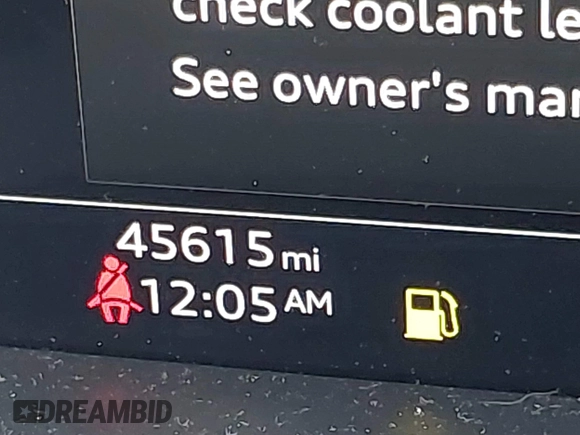 check coolant
See owner's
45615 mi
12:05 AM
DREAMBID